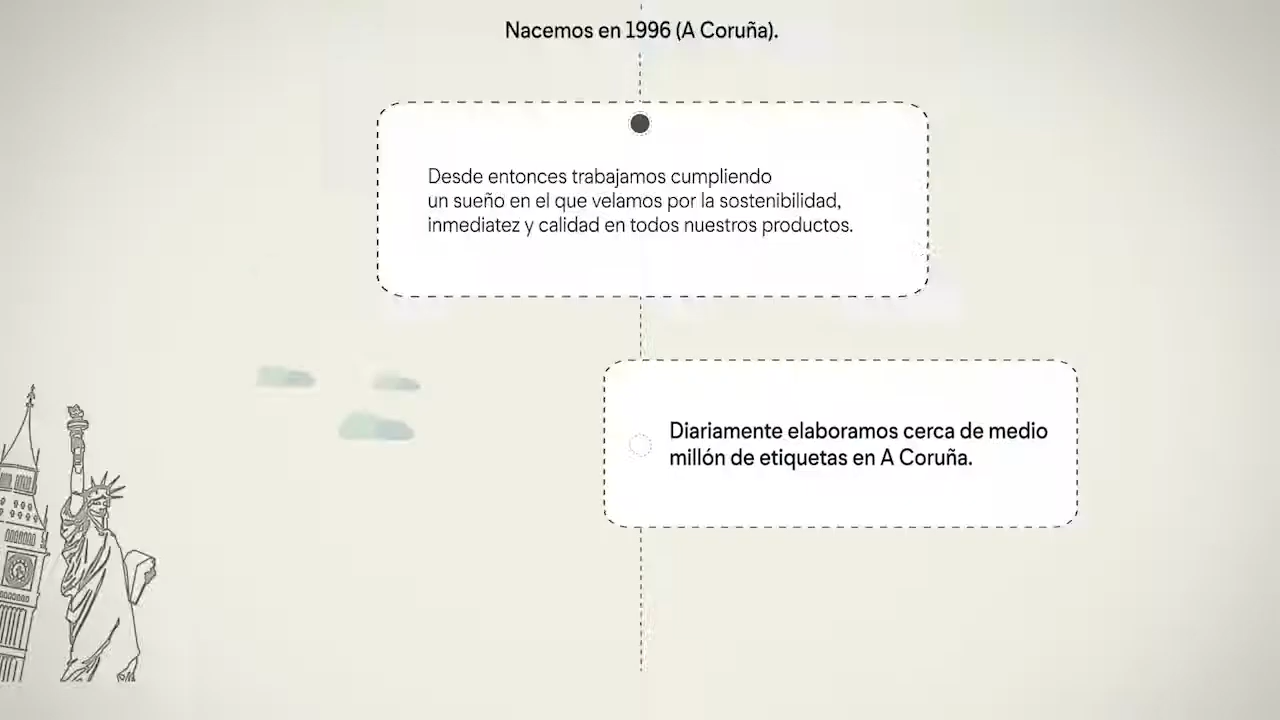 Nacemos en 1996 (A Coruña).
Desde entonces trabajamos cumpliendo
un sueño en el que velamos por la sostenibilidad,
inmediatez y calidad en todos nuestros productos.
Diariamente elaboramos cerca de medio
millón de etiquetas en A Coruña.